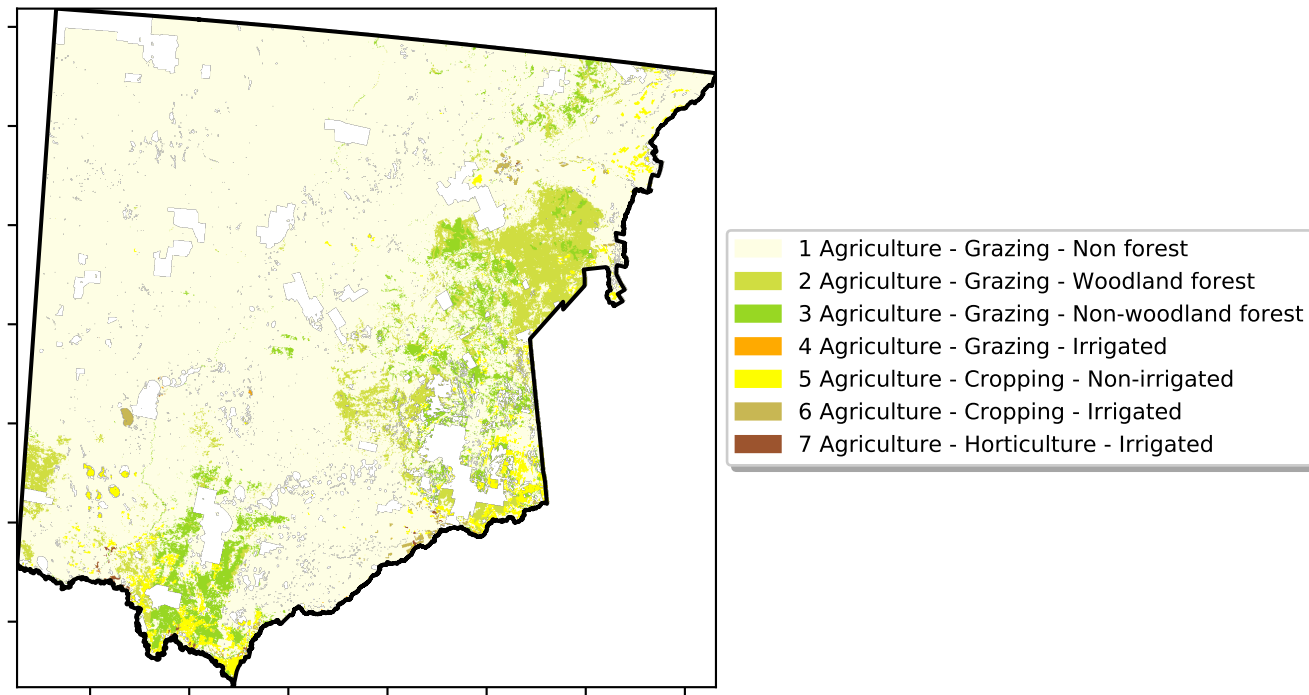 1 Agriculture - Grazing - Non forest
2 Agriculture - Grazing - Woodland forest
3 Agriculture - Grazing - Non-woodland forest
4 Agriculture - Grazing - Irrigated
5 Agriculture - Cropping - Non-irrigated
6 Agriculture - Cropping - Irrigated
7 Agriculture - Horticulture - Irrigated